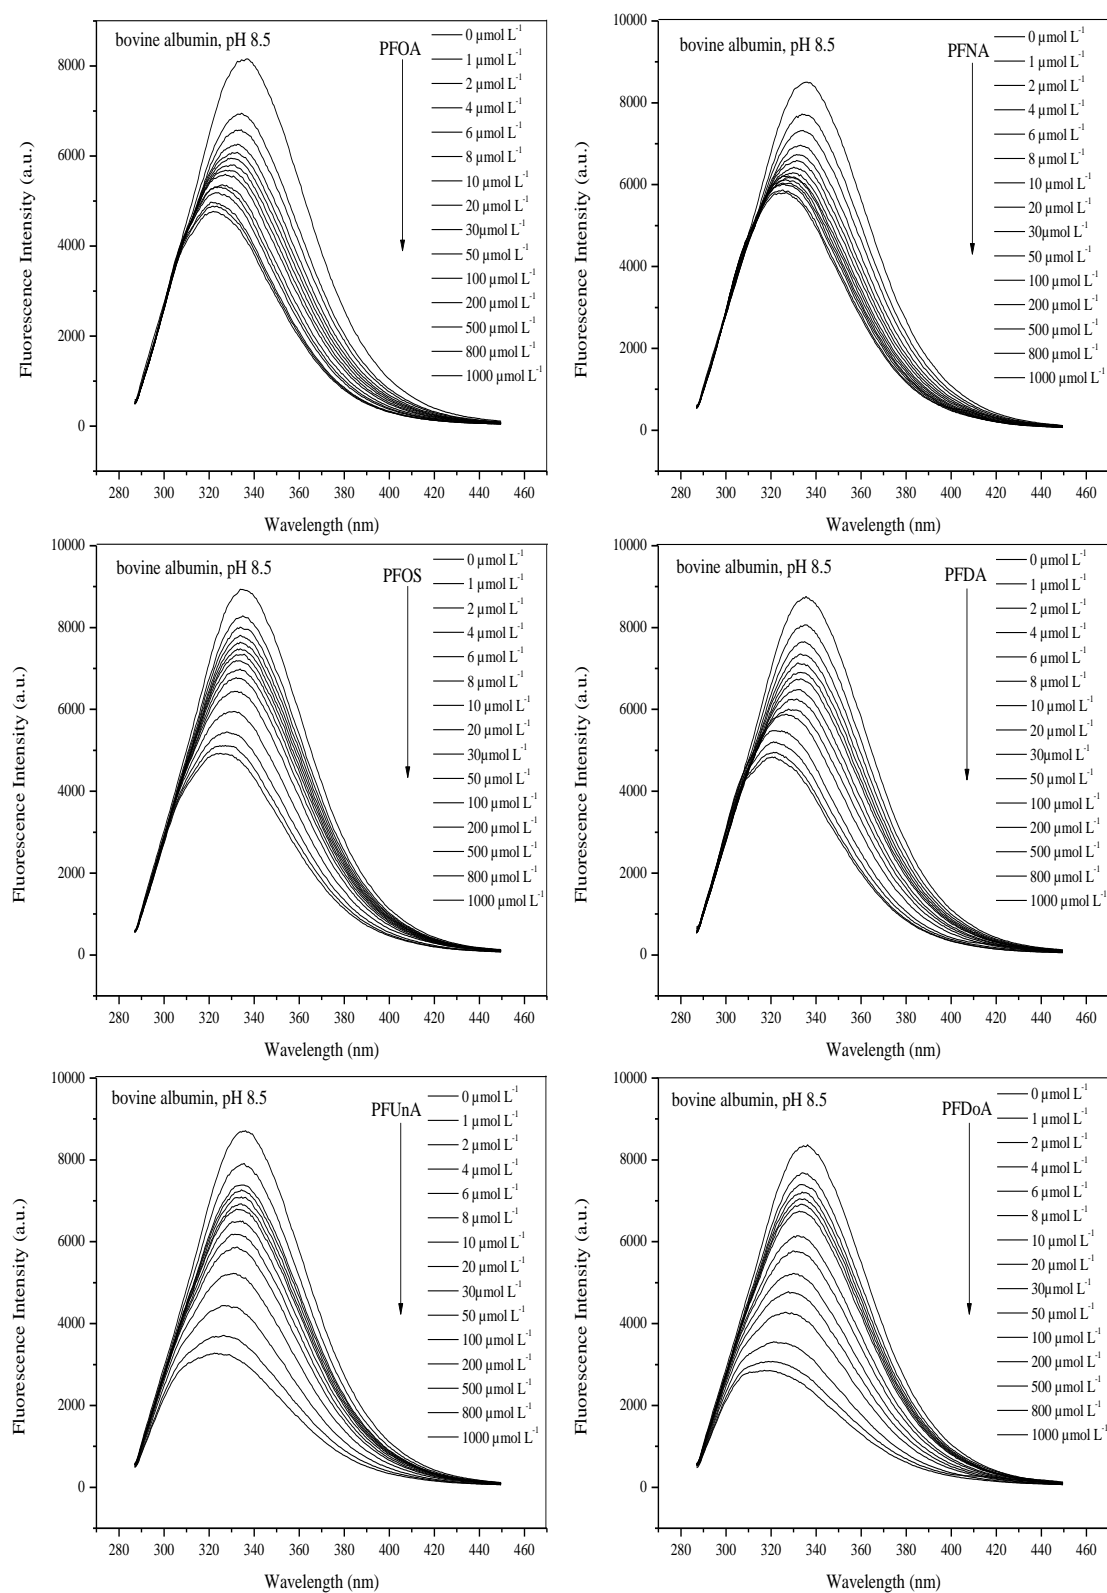 bovine albumin, pH 8.5
PFOA
0 µmol L-1
1 µmol L-1
2 µmol L-1
4 µmol L-1
6 µmol L-1
8 µmol L-1
10 µmol L-1
20 µmol L-1
30µmol L-1
50 µmol L-1
100 µmol L-1
200 µmol L-1
500 µmol L-1
800 µmol L-1
1000 µmol L-1
Fluorescence Intensity (a.u.)
8000
6000
4000
2000
0
280 300 320 340 360 380 400 420 440 460
Wavelength (nm)
bovine albumin, pH 8.5
PFNA
0 µmol L-1
1 µmol L-1
2 µmol L-1
4 µmol L-1
6 µmol L-1
8 µmol L-1
10 µmol L-1
20 µmol L-1
30µmol L-1
50 µmol L-1
100 µmol L-1
200 µmol L-1
500 µmol L-1
800 µmol L-1
1000 µmol L-1
Fluorescence Intensity (a.u.)
10000
8000
6000
4000
2000
0
280 300 320 340 360 380 400 420 440 460
Wavelength (nm)
bovine albumin, pH 8.5
PFOS
0 µmol L-1
1 µmol L-1
2 µmol L-1
4 µmol L-1
6 µmol L-1
8 µmol L-1
10 µmol L-1
20 µmol L-1
30µmol L-1
50 µmol L-1
100 µmol L-1
200 µmol L-1
500 µmol L-1
800 µmol L-1
1000 µmol L-1
Fluorescence Intensity (a.u.)
10000
8000
6000
4000
2000
0
280 300 320 340 360 380 400 420 440 460
Wavelength (nm)
bovine albumin, pH 8.5
PFDA
0 µmol L-1
1 µmol L-1
2 µmol L-1
4 µmol L-1
6 µmol L-1
8 µmol L-1
10 µmol L-1
20 µmol L-1
30µmol L-1
50 µmol L-1
100 µmol L-1
200 µmol L-1
500 µmol L-1
800 µmol L-1
1000 µmol L-1
Fluorescence Intensity (a.u.)
10000
8000
6000
4000
2000
0
280 300 320 340 360 380 400 420 440 460
Wavelength (nm)
bovine albumin, pH 8.5
PFUnA
0 µmol L-1
1 µmol L-1
2 µmol L-1
4 µmol L-1
6 µmol L-1
8 µmol L-1
10 µmol L-1
20 µmol L-1
30µmol L-1
50 µmol L-1
100 µmol L-1
200 µmol L-1
500 µmol L-1
800 µmol L-1
1000 µmol L-1
Fluorescence Intensity (a.u.)
10000
8000
6000
4000
2000
0
280 300 320 340 360 380 400 420 440 460
Wavelength (nm)
bovine albumin, pH 8.5
PFDoA
0 µmol L-1
1 µmol L-1
2 µmol L-1
4 µmol L-1
6 µmol L-1
8 µmol L-1
10 µmol L-1
20 µmol L-1
30µmol L-1
50 µmol L-1
100 µmol L-1
200 µmol L-1
500 µmol L-1
800 µmol L-1
1000 µmol L-1
Fluorescence Intensity (a.u.)
10000
8000
6000
4000
2000
0
280 300 320 340 360 380 400 420 440 460
Wavelength (nm)